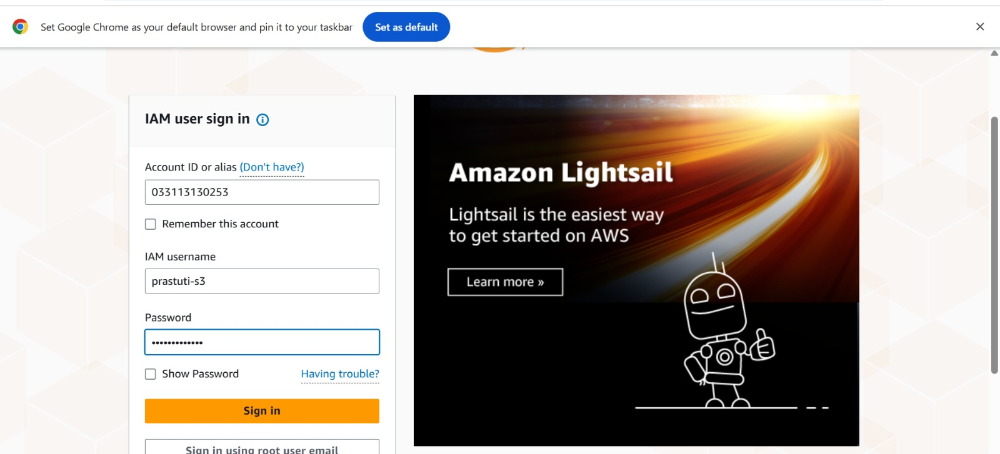 Set Google Chrome as your default browser and pin it to your taskbar
Set as default
IAM user sign in
Account ID or alias (Don't have?)
033113130253
Remember this account
IAM username
prastuti-s3
Password
•••••••••••••
Show Password
Having trouble?
Sign in
Sign in using root user email
Amazon Lightsail
Lightsail is the easiest way
to get started on AWS
Learn more »